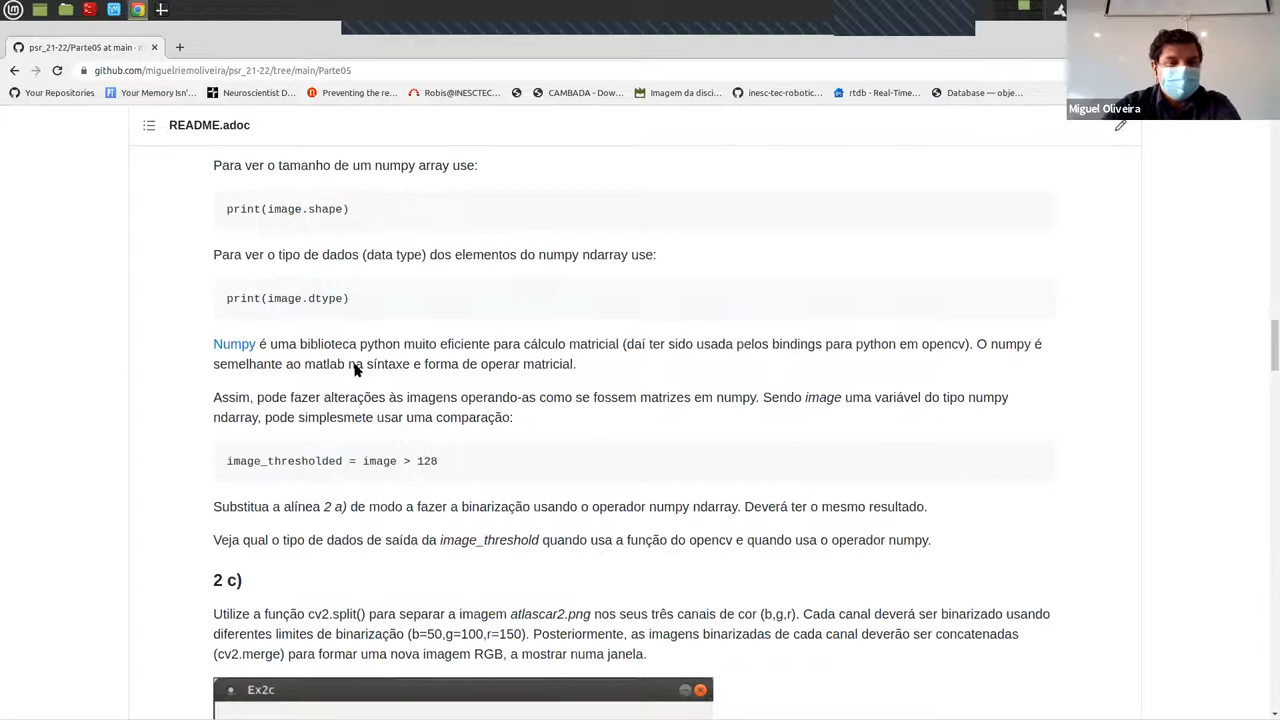 psr_21-22/Parte05 at main · m
github.com/miguelriemoliveira/psr_21-22/tree/main/Parte05
Your Repositories
Your Memory Isn'...
Neuroscientist D...
Preventing the re...
Robis@INESCTEC...
CAMBADA - Dow...
Imagem da disci...
inesc-tec-robotic...
rtdb - Real-Time...
Database — obje...
Miguel Oliveira
README.adoc
Para ver o tamanho de um numpy array use:
print(image.shape)
Para ver o tipo de dados (data type) dos elementos do numpy ndarray use:
print(image.dtype)
Numpy é uma biblioteca python muito eficiente para cálculo matricial (daí ter sido usada pelos bindings para python em opencv). O numpy é
semelhante ao matlab na síntaxe e forma de operar matricial.
Assim, pode fazer alterações às imagens operando-as como se fossem matrizes em numpy. Sendo image uma variável do tipo numpy
ndarray, pode simplesmete usar uma comparação:
image_thresholded = image > 128
Substitua a alínea 2 a) de modo a fazer a binarização usando o operador numpy ndarray. Deverá ter o mesmo resultado.
Veja qual o tipo de dados de saída da image_threshold quando usa a função do opencv e quando usa o operador numpy.
2 c)
Utilize a função cv2.split() para separar a imagem atlascar2.png nos seus três canais de cor (b,g,r). Cada canal deverá ser binarizado usando
diferentes limites de binarização (b=50,g=100,r=150). Posteriormente, as imagens binarizadas de cada canal deverão ser concatenadas
(cv2.merge) para formar uma nova imagem RGB, a mostrar numa janela.
Ex2c